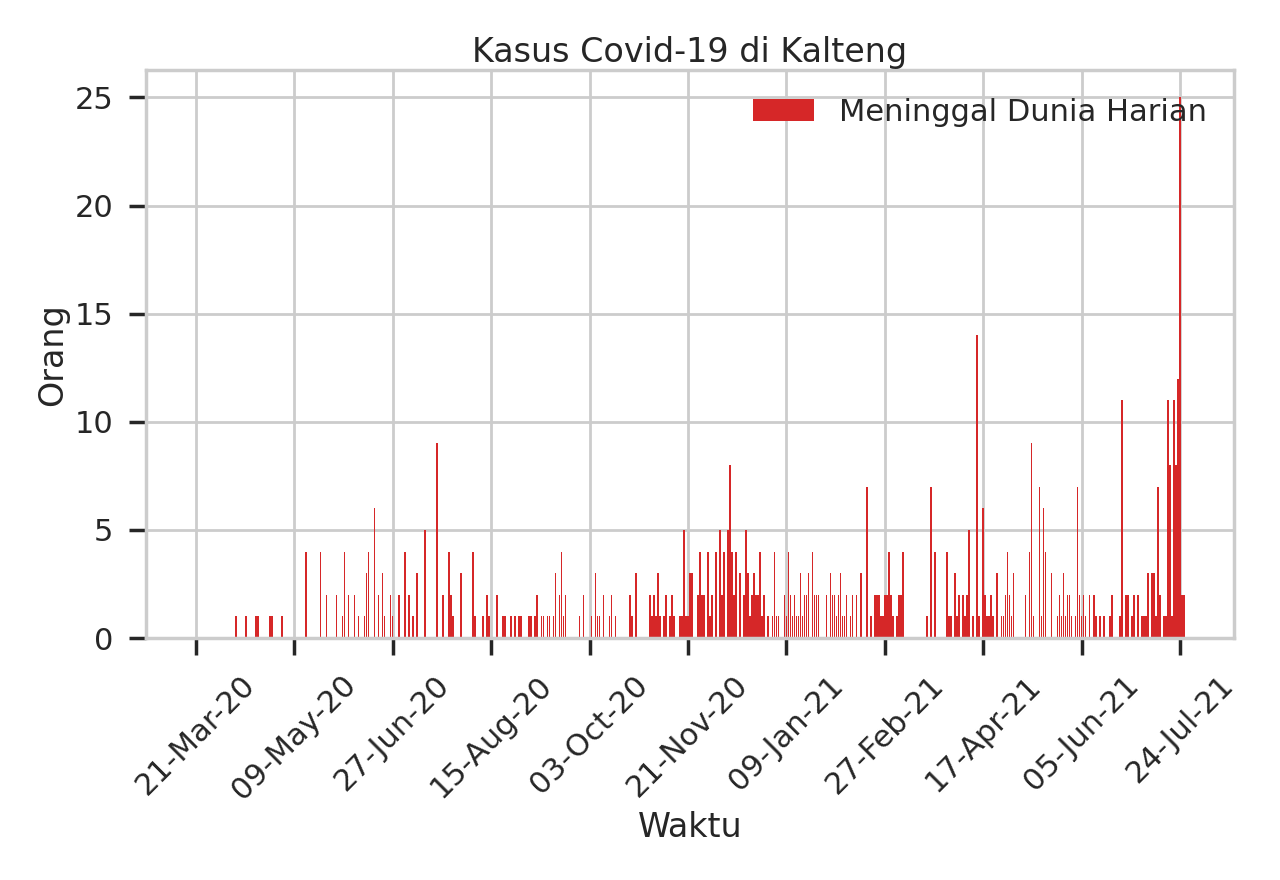 Kasus Covid-19 di Kalteng
Meninggal Dunia Harian
Orang
25
20
15
10
5
0
21-Mar-20
09-May-20
27-Jun-20
15-Aug-20
03-Oct-20
21-Nov-20
09-Jan-21
27-Feb-21
17-Apr-21
05-Jun-21
24-Jul-21
Waktu